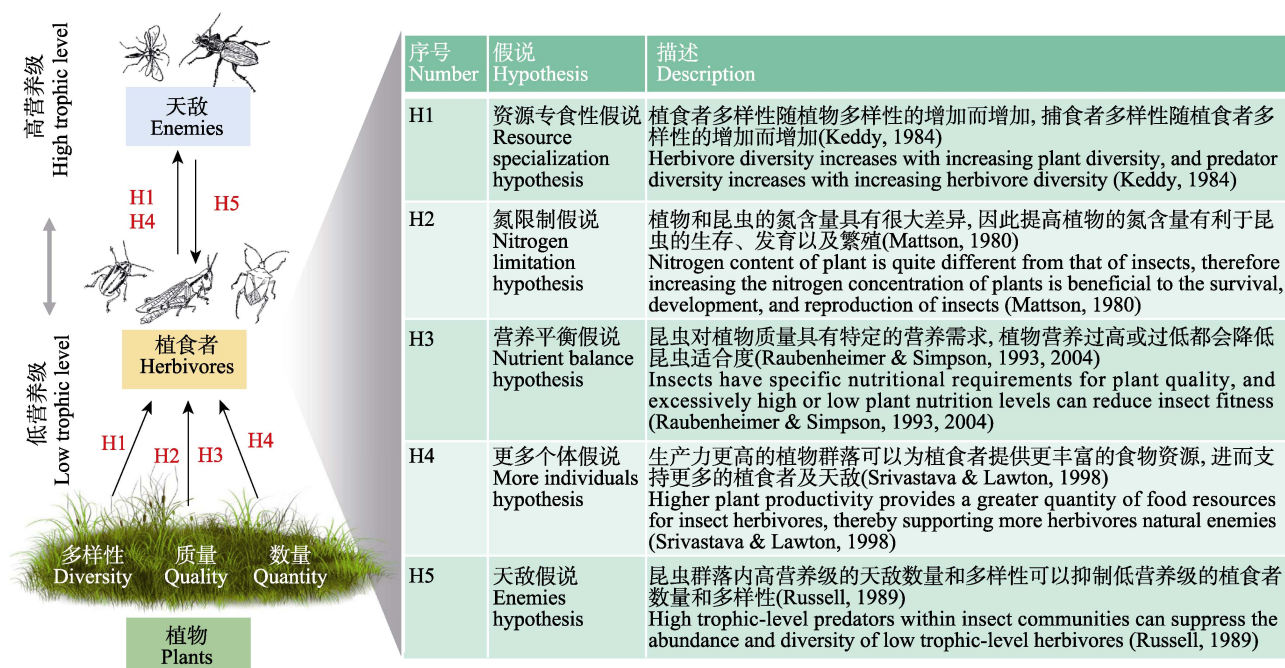 高营养级
High trophic level
低营养级
Low trophic level
天敌
Enemies
H1
H4
H5
植食者
Herbivores
H1
H2
H3
H4
多样性
Diversity
质量
Quality
数量
Quantity
植物
Plants
序号
Number
假说
Hypothesis
描述
Description
H1
资源专食性假说
Resource
specialization
hypothesis
植食者多样性随植物多样性的增加而增加, 捕食者多样性随植食者多
样性的增加而增加(Keddy, 1984)
Herbivore diversity increases with increasing plant diversity, and predator
diversity increases with increasing herbivore diversity (Keddy, 1984)
H2
氮限制假说
Nitrogen
limitation
hypothesis
植物和昆虫的氮含量具有很大差异, 因此提高植物的氮含量有利于昆
虫的生存、发育以及繁殖(Mattson, 1980)
Nitrogen content of plant is quite different from that of insects, therefore
increasing the nitrogen concentration of plants is beneficial to the survival,
development, and reproduction of insects (Mattson, 1980)
H3
营养平衡假说
Nutrient balance
hypothesis
昆虫对植物质量具有特定的营养需求, 植物营养过高或过低都会降低
昆虫适合度(Raubenheimer & Simpson, 1993, 2004)
Insects have specific nutritional requirements for plant quality, and
excessively high or low plant nutrition levels can reduce insect fitness
(Raubenheimer & Simpson, 1993, 2004)
H4
更多个体假说
More individuals
hypothesis
生产力更高的植物群落可以为植食者提供更丰富的食物资源, 进而支
持更多的植食者及天敌(Srivastava & Lawton, 1998)
Higher plant productivity provides a greater quantity of food resources
for insect herbivores, thereby supporting more herbivores natural enemies
(Srivastava & Lawton, 1998)
H5
天敌假说
Enemies
hypothesis
昆虫群落内高营养级的天敌数量和多样性可以抑制低营养级的植食者
数量和多样性(Russell, 1989)
High trophic-level predators within insect communities can suppress the
abundance and diversity of low trophic-level herbivores (Russell, 1989)